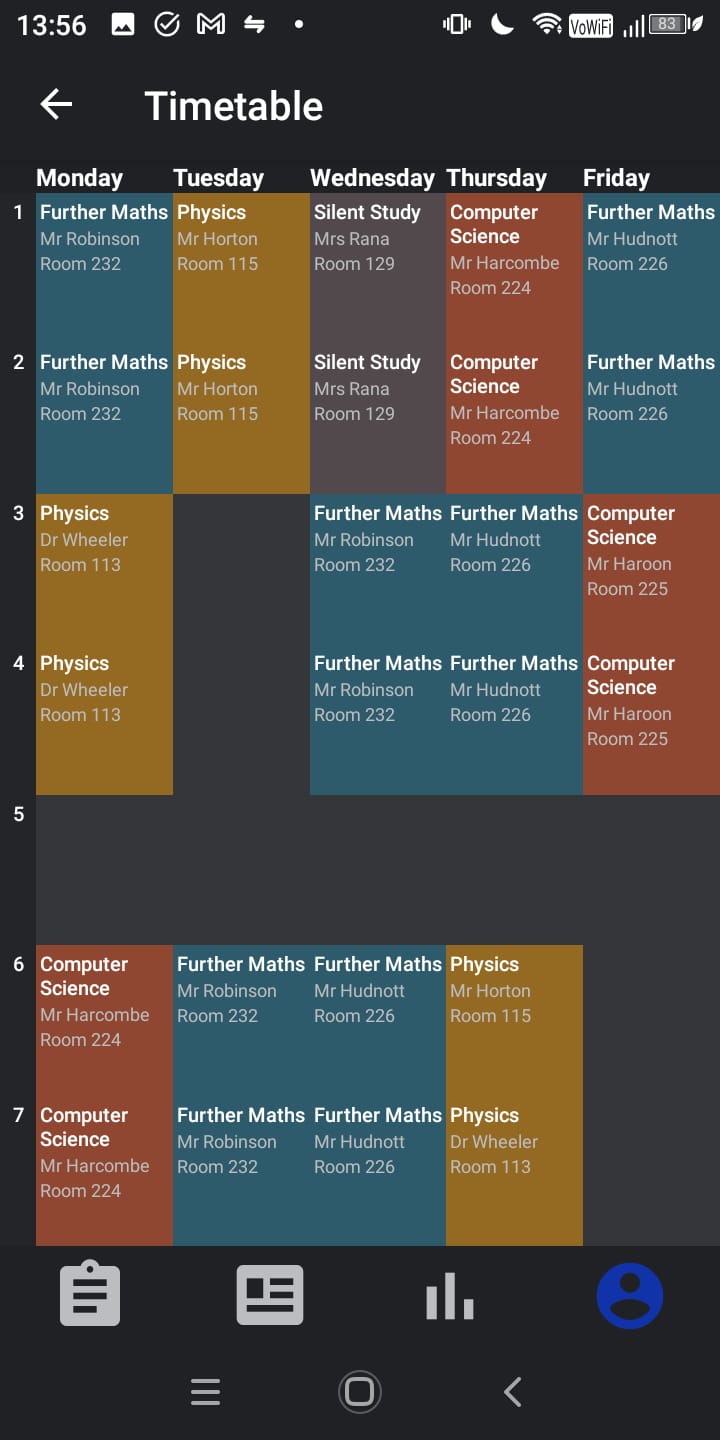 13:56 VoWiFi 83
Timetable
Monday Tuesday Wednesday Thursday Friday
1 Further Maths Physics Silent Study Computer Further Maths
Mr Robinson Mr Horton Mrs Rana Science Mr Hudnott
Room 232 Room 115 Room 129 Mr Harcombe Room 226
Room 224
2 Further Maths Physics Silent Study Computer Further Maths
Mr Robinson Mr Horton Mrs Rana Science Mr Hudnott
Room 232 Room 115 Room 129 Mr Harcombe Room 226
Room 224
3 Physics Further Maths Further Maths Computer
Dr Wheeler Mr Robinson Mr Hudnott Science
Room 113 Room 232 Room 226 Mr Haroon
Room 225
4 Physics Further Maths Further Maths Computer
Dr Wheeler Mr Robinson Mr Hudnott Science
Room 113 Room 232 Room 226 Mr Haroon
Room 225
5
6 Computer Further Maths Further Maths Physics
Science Mr Robinson Mr Hudnott Mr Horton
Mr Harcombe Room 232 Room 226 Room 115
Room 224
7 Computer Further Maths Further Maths Physics
Science Mr Robinson Mr Hudnott Dr Wheeler
Mr Harcombe Room 232 Room 226 Room 113
Room 224